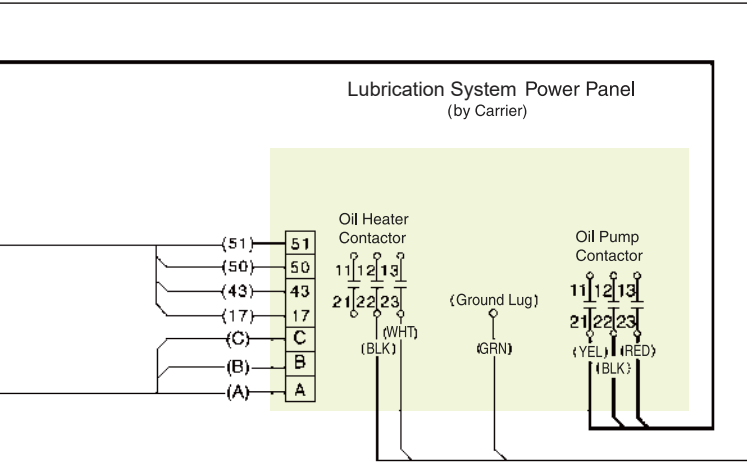 Lubrication System Power Panel
(by Carrier)
Oil Heater
Contactor
11 12 13
21 22 23
(WHT)
(BLK)
(Ground Lug)
(GRN)
Oil Pump
Contactor
11 12 13
21 22 23
(YEL) (RED)
(BLK)
(51) 51
(50) 50
(43) 43
(17) 17
(C) C
(B) B
(A) A